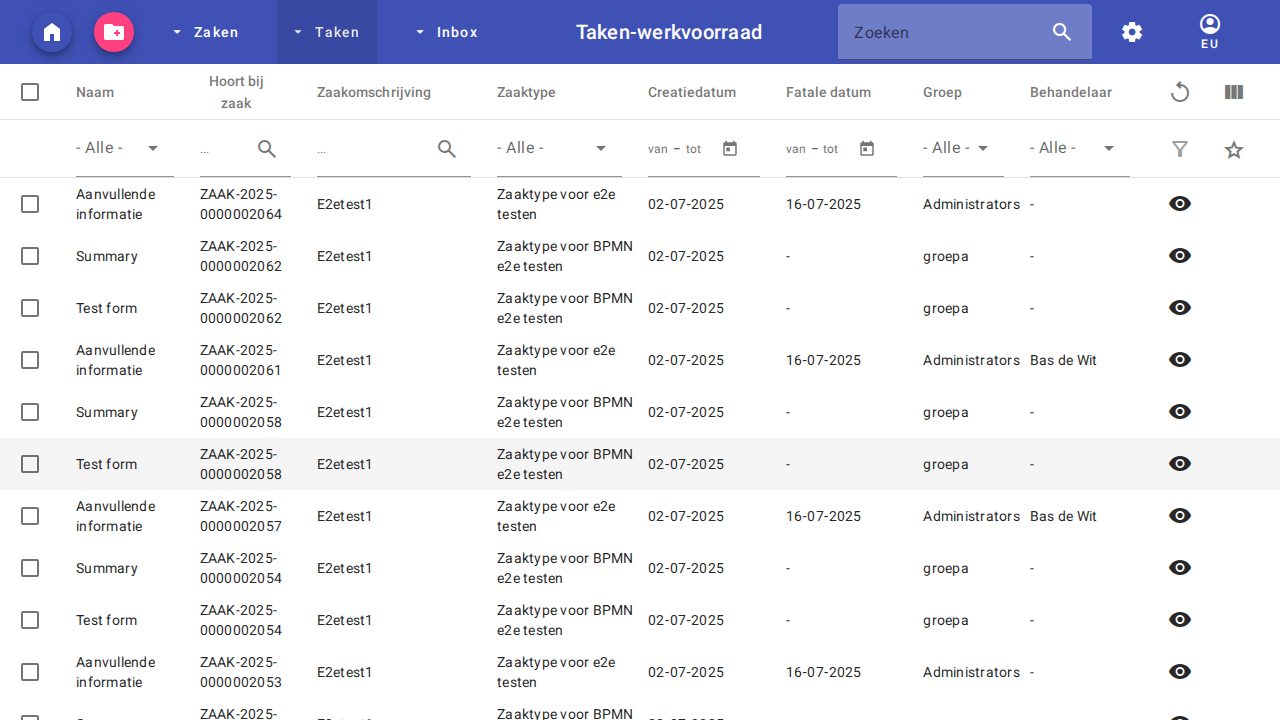 Zaken Taken Inbox Taken-werkvoorraad Zoeken EU
Naam Hoort bij zaak Zaakomschrijving Zaaktype Creatiedatum Fatale datum Groep Behandelaar
- Alle - ... ... - Alle - van – tot van – tot - Alle - - Alle -
Aanvullende informatie ZAAK-2025-0000002064 E2etest1 Zaaktype voor e2e testen 02-07-2025 16-07-2025 Administrators -
Summary ZAAK-2025-0000002062 E2etest1 Zaaktype voor BPMN e2e testen 02-07-2025 - groepa -
Test form ZAAK-2025-0000002062 E2etest1 Zaaktype voor BPMN e2e testen 02-07-2025 - groepa -
Aanvullende informatie ZAAK-2025-0000002061 E2etest1 Zaaktype voor e2e testen 02-07-2025 16-07-2025 Administrators Bas de Wit
Summary ZAAK-2025-0000002058 E2etest1 Zaaktype voor BPMN e2e testen 02-07-2025 - groepa -
Test form ZAAK-2025-0000002058 E2etest1 Zaaktype voor BPMN e2e testen 02-07-2025 - groepa -
Aanvullende informatie ZAAK-2025-0000002057 E2etest1 Zaaktype voor e2e testen 02-07-2025 16-07-2025 Administrators Bas de Wit
Summary ZAAK-2025-0000002054 E2etest1 Zaaktype voor BPMN e2e testen 02-07-2025 - groepa -
Test form ZAAK-2025-0000002054 E2etest1 Zaaktype voor BPMN e2e testen 02-07-2025 - groepa -
Aanvullende informatie ZAAK-2025-0000002053 E2etest1 Zaaktype voor e2e testen 02-07-2025 16-07-2025 Administrators -
ZAAK-2025- Zaaktype voor BPMN